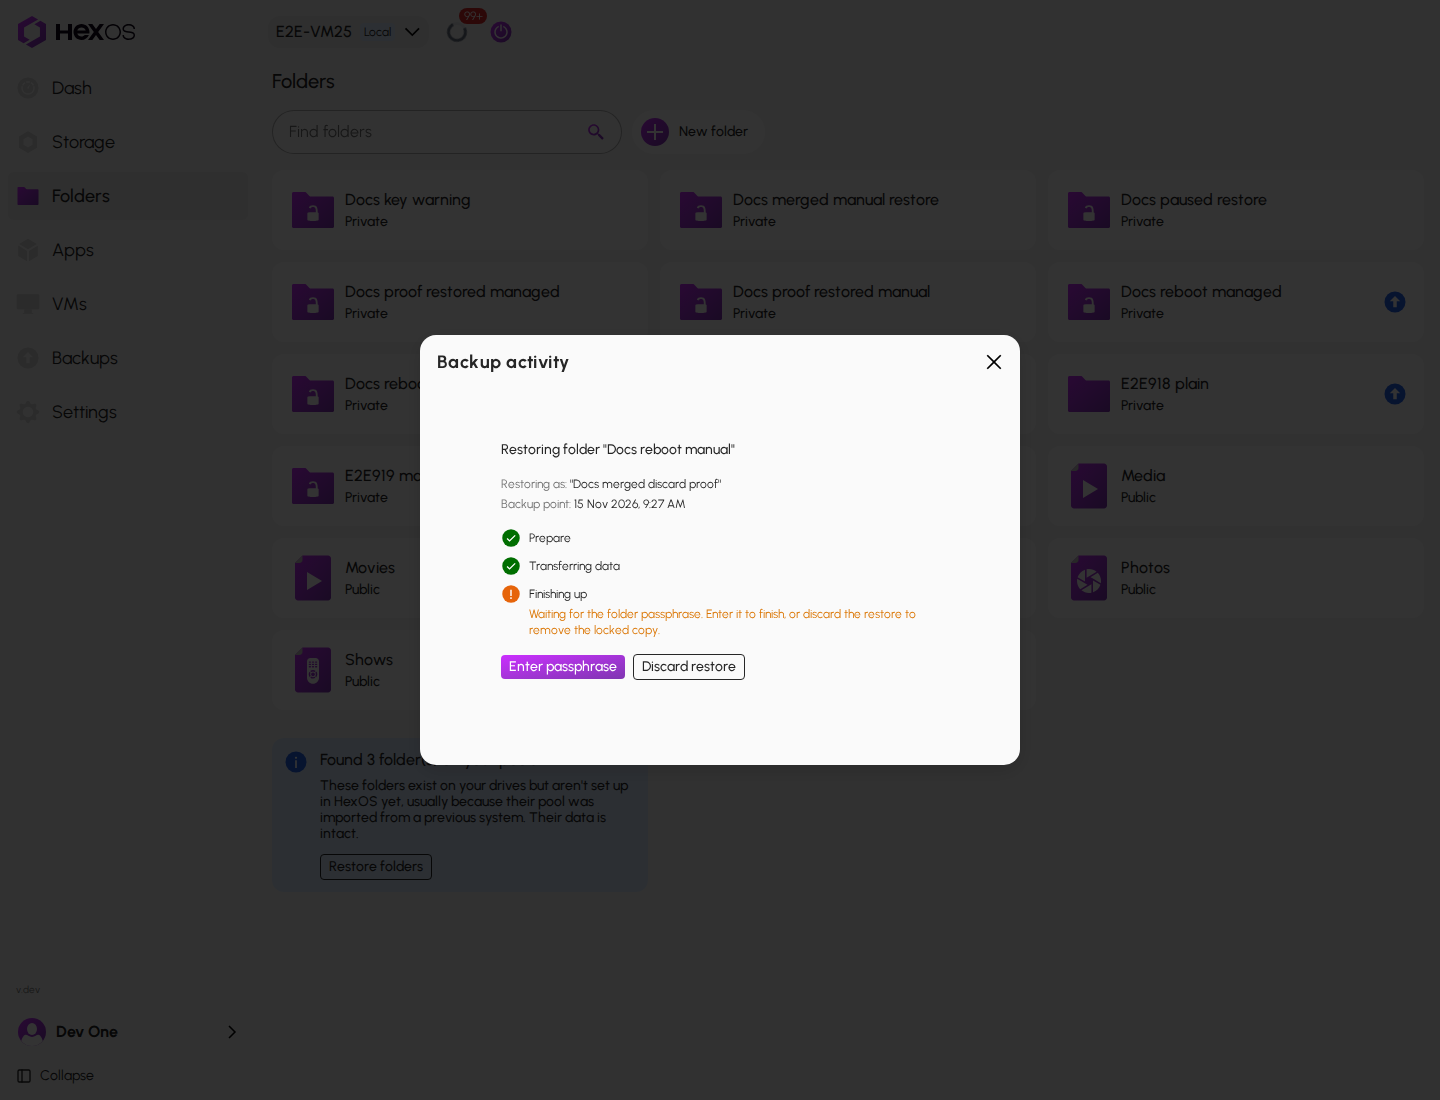 HexOS
E2E-VM25 Local
99+
Dash
Storage
Folders
Apps
VMs
Backups
Settings
Folders
Find folders
New folder
Docs key warning
Private
Docs merged manual restore
Private
Docs paused restore
Private
Docs proof restored managed
Private
Docs proof restored manual
Private
Docs reboot managed
Private
Docs reboo
Private
E2E918 plain
Private
E2E919 ma
Private
Media
Public
Movies
Public
Photos
Public
Shows
Public
Backup activity
Restoring folder "Docs reboot manual"
Restoring as: "Docs merged discard proof"
Backup point: 15 Nov 2026, 9:27 AM
Prepare
Transferring data
Finishing up
Waiting for the folder passphrase. Enter it to finish, or discard the restore to
remove the locked copy.
Enter passphrase
Discard restore
Found 3 folder
These folders exist on your drives but aren't set up
in HexOS yet, usually because their pool was
imported from a previous system. Their data is
intact.
Restore folders
v.dev
Dev One
Collapse